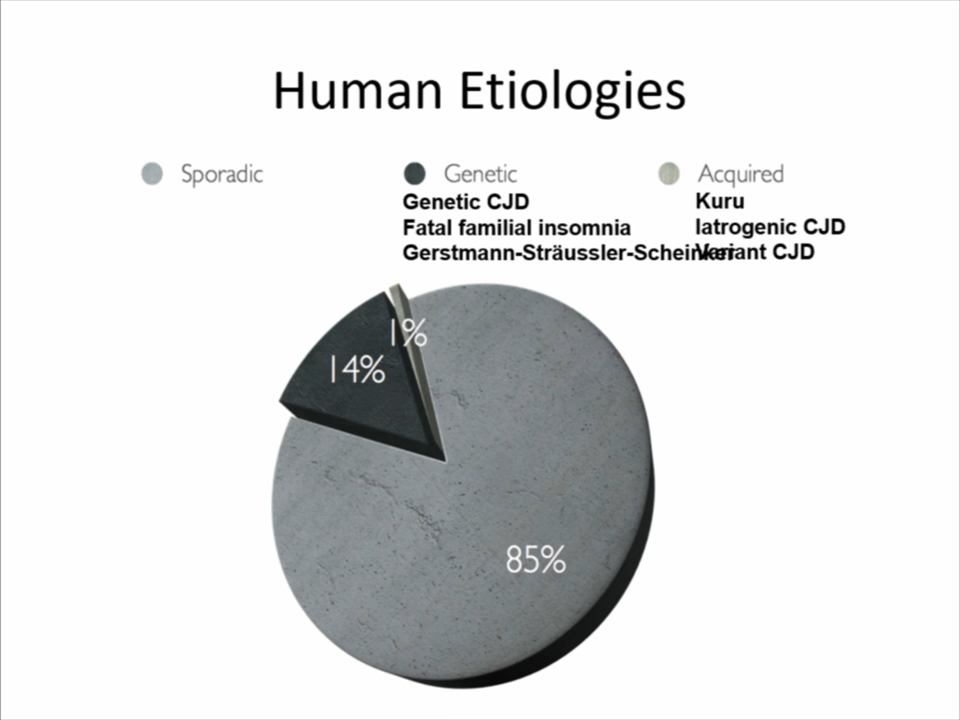 Human Etiologies
Sporadic
Genetic
Genetic CJD
Fatal familial insomnia
Gerstmann-Sträussler-Scheinker
Acquired
Kuru
Iatrogenic CJD
Variant CJD
1%
14%
85%